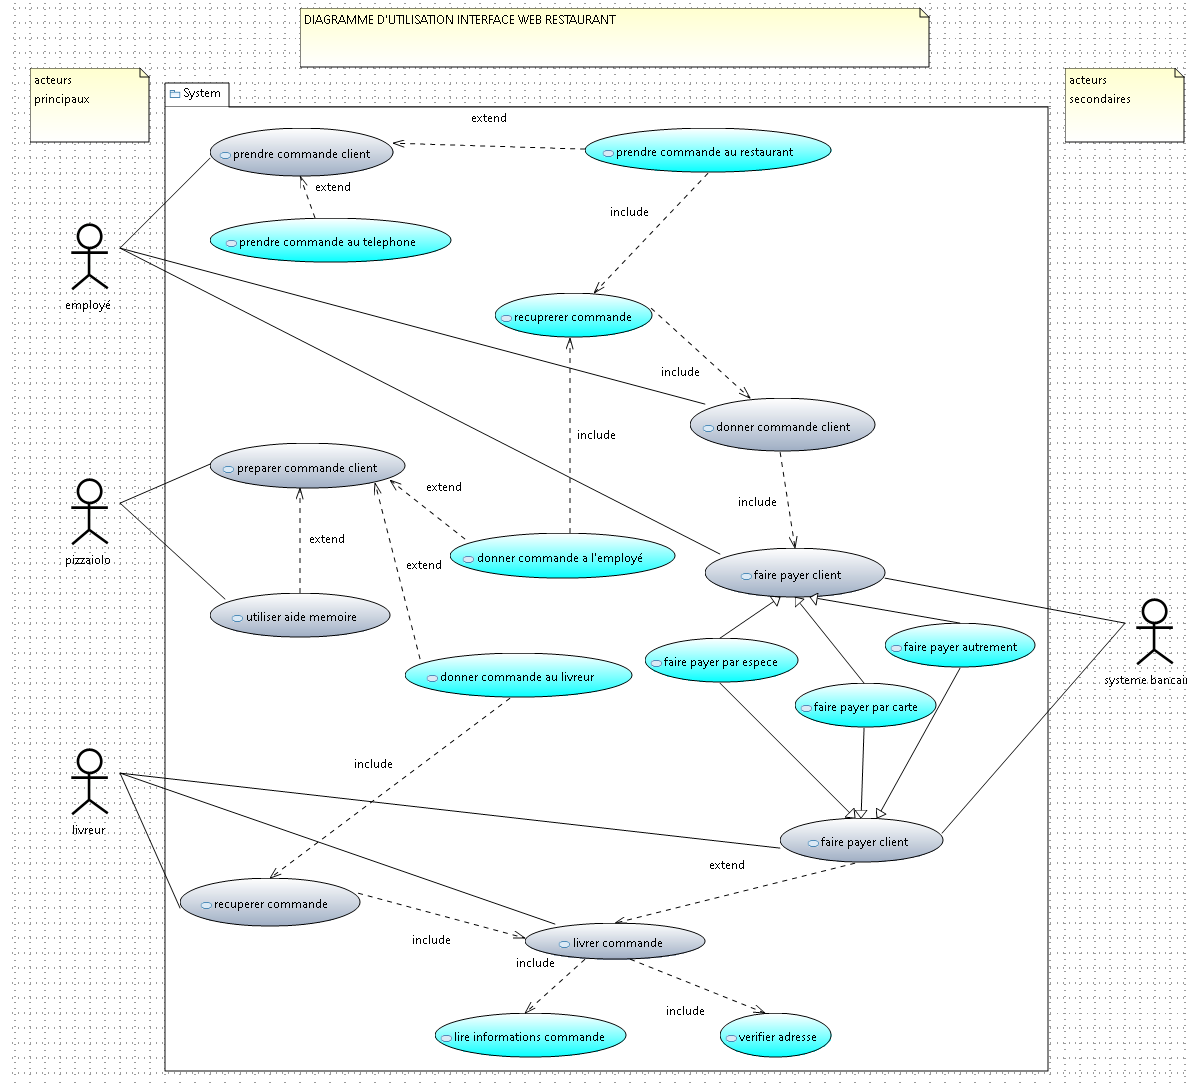 DIAGRAMME D'UTILISATION INTERFACE WEB RESTAURANT
acteurs
principaux
acteurs
secondaires
System
extend
prendre commande client
prendre commande au restaurant
extend
include
prendre commande au telephone
employé
recuprerer commande
include
donner commande client
include
preparer commande client
extend
include
pizzaiolo
extend
donner commande a l'employé
extend
faire payer client
utiliser aide memoire
faire payer autrement
faire payer par espece
donner commande au livreur
systeme bancair
faire payer par carte
include
livreur
faire payer client
extend
recuperer commande
include
livrer commande
include
include
lire informations commande
verifier adresse